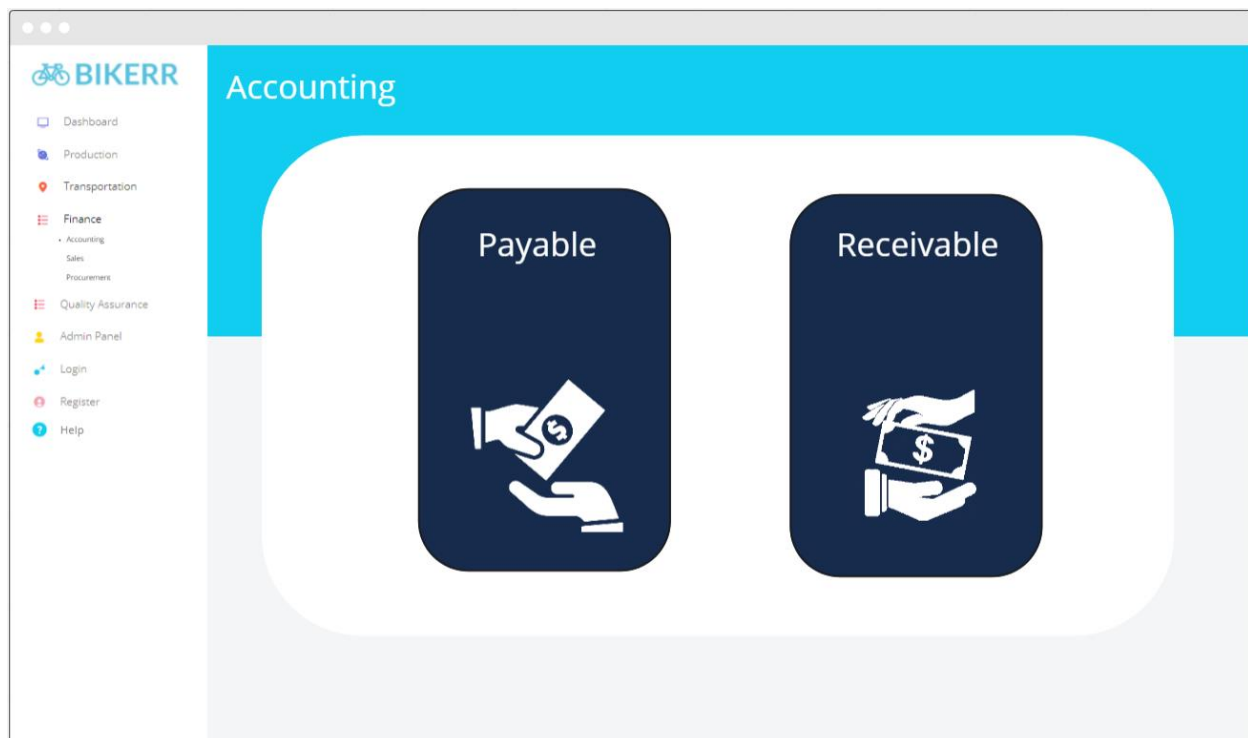 BIKERR
Dashboard
Production
Transportation
Finance
Accounting
Sales
Procurement
Quality Assurance
Admin Panel
Login
Register
? Help
Accounting
Payable
$
Receivable
$